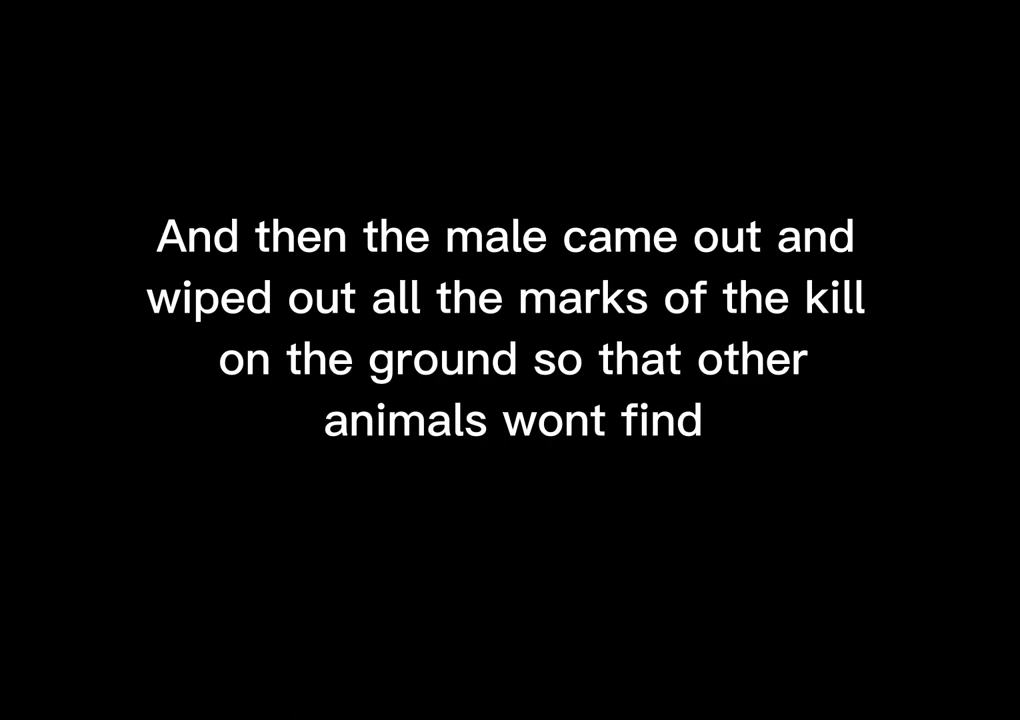 And then the male came out and
wiped out all the marks of the kill
on the ground so that other
animals wont find